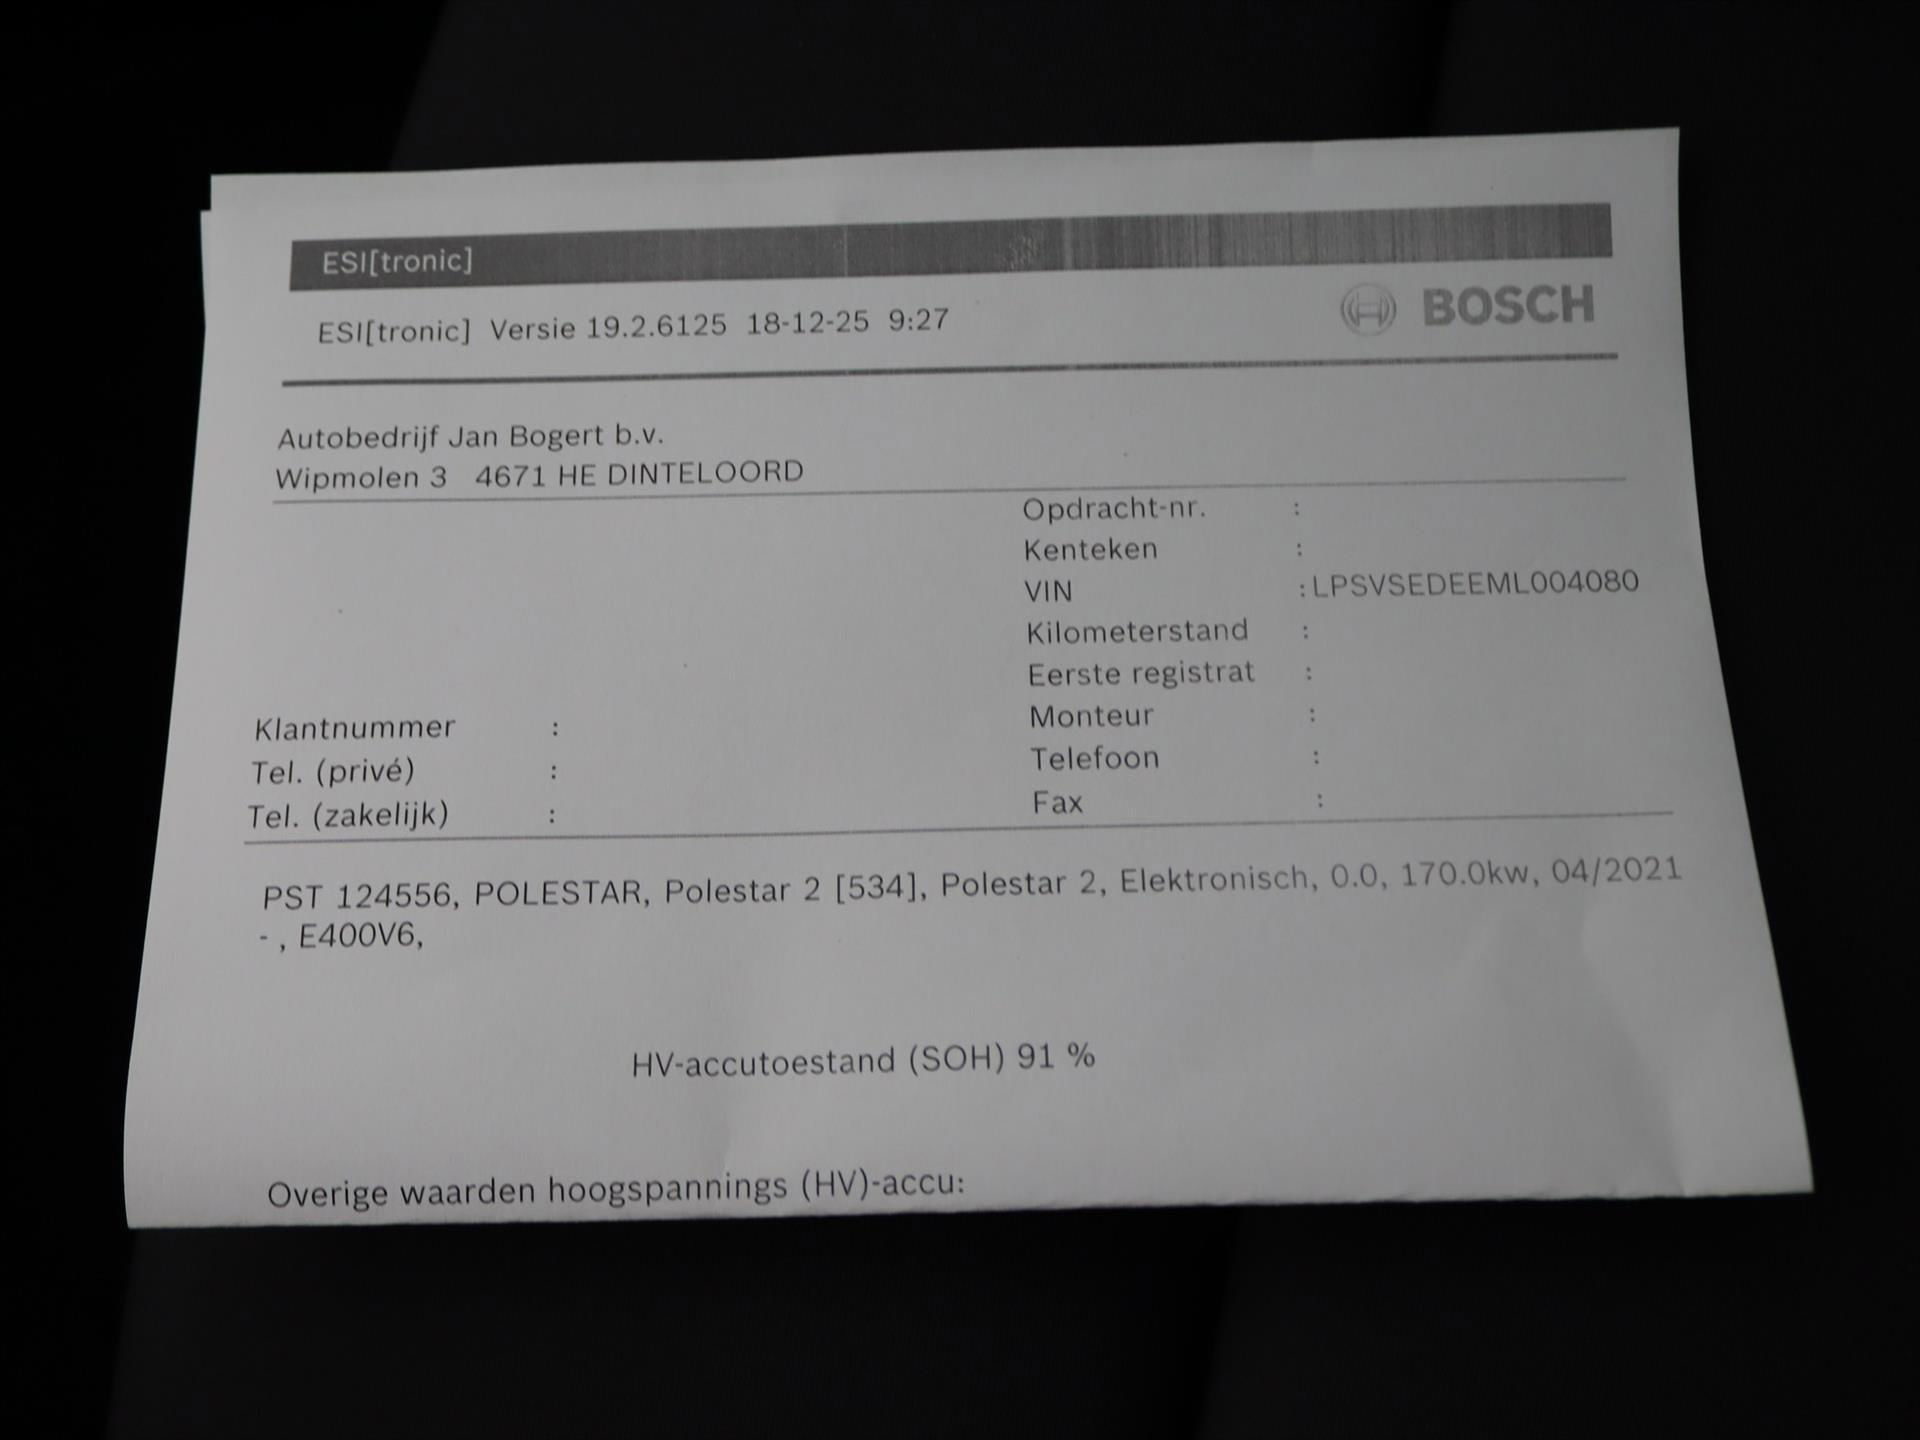 ESI[tronic]
ESI[tronic] Versie 19.2.6125 18-12-25 9:27
BOSCH
Autobedrijf Jan Bogert b.v.
Wipmolen 3 4671 HE DINTELOORD
Opdracht-nr. :
Kenteken :
VIN :LPSVSEDEEML004080
Kilometerstand :
Eerste registrat :
Klantnummer :
Monteur :
Tel. (privé) :
Telefoon :
Tel. (zakelijk) :
Fax :
PST 124556, POLESTAR, Polestar 2 [534], Polestar 2, Elektronisch, 0.0, 170.0kw, 04/2021
- , E400V6,
HV-accutoestand (SOH) 91 %
Overige waarden hoogspannings (HV)-accu: